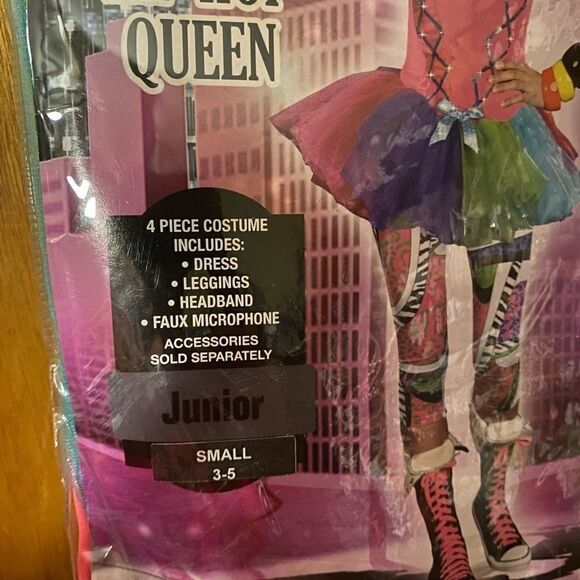 QUEEN
4 PIECE COSTUME
INCLUDES:
• DRESS
• LEGGINGS
• HEADBAND
• FAUX MICROPHONE
ACCESSORIES
SOLD SEPARATELY
Junior
SMALL
3-5